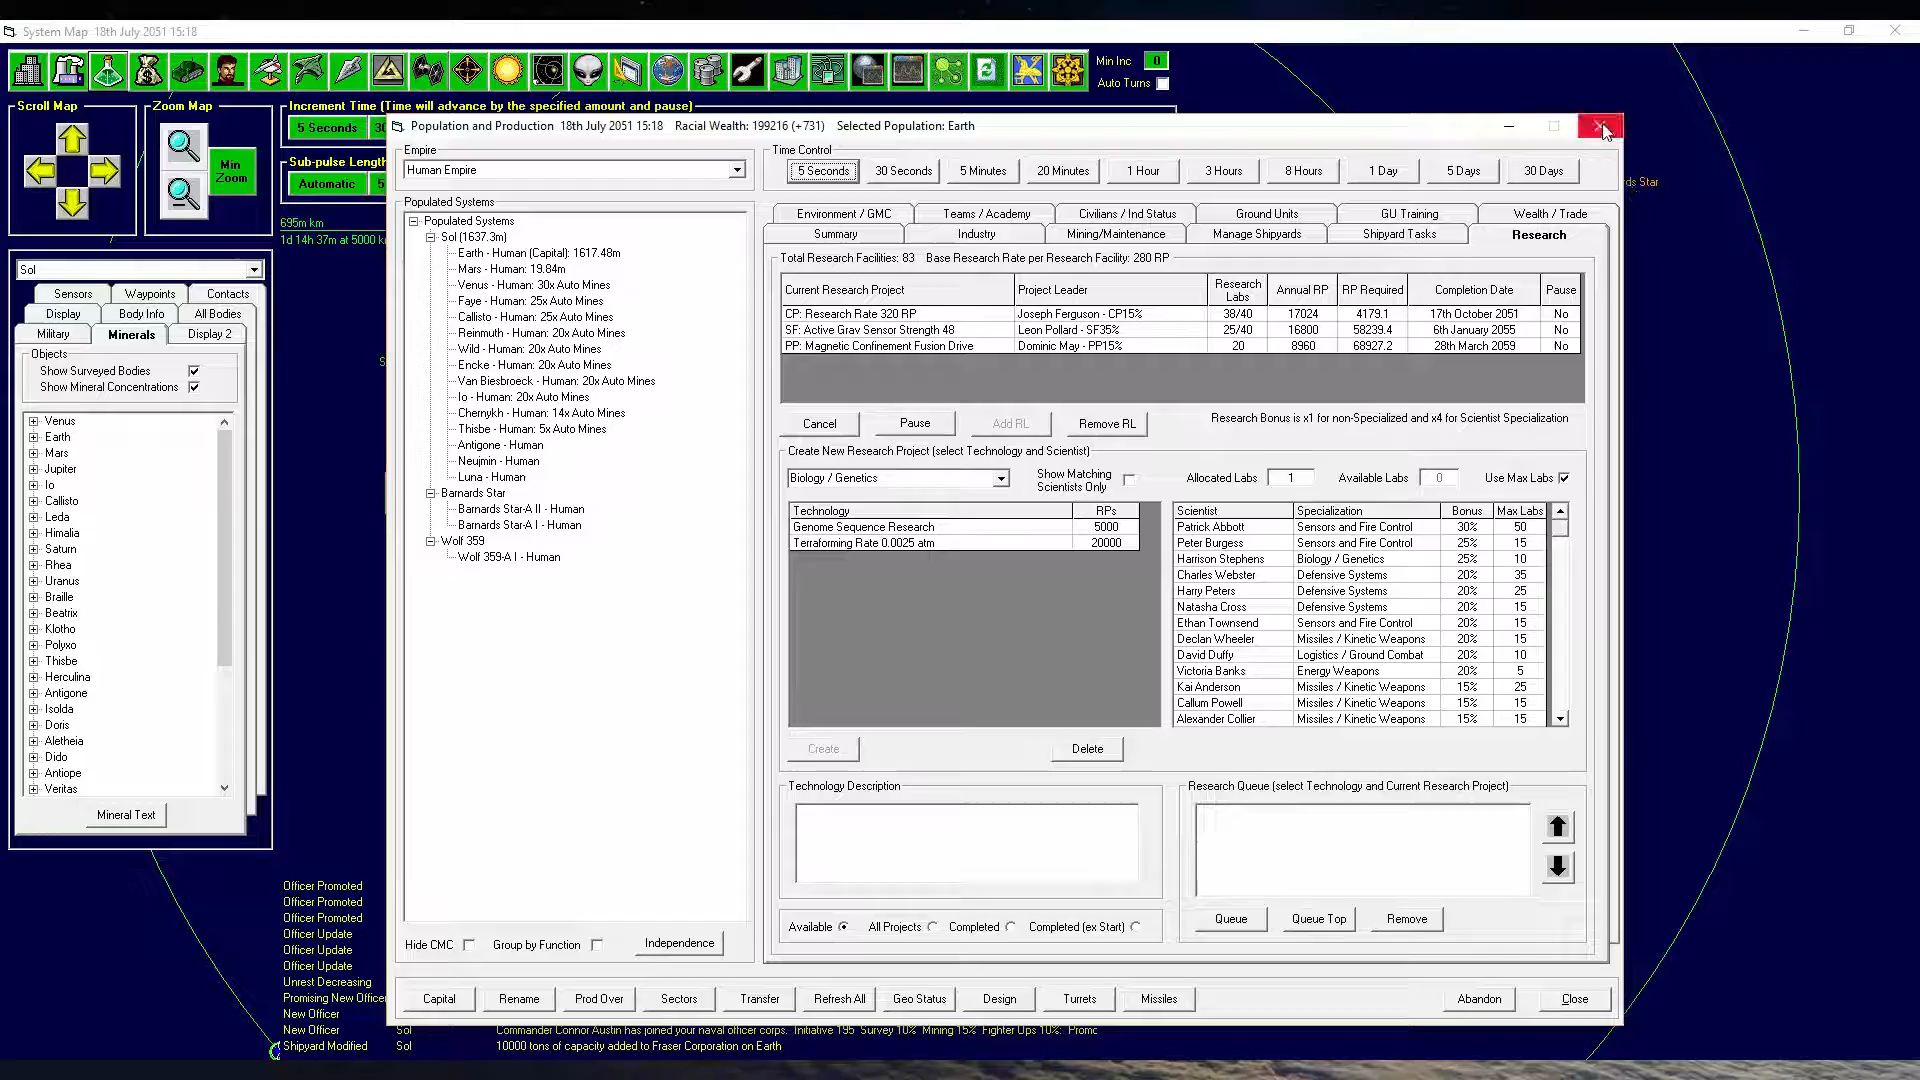 System Map   18th July 2051 15:18
Min Inc   0
Auto Turns
Scroll Map
Zoom Map
Min Zoom
Increment Time (Time will advance by the specified amount and pause)
5 Seconds
Sub-pulse Length
Automatic
695m km
Sol
Sensors   Waypoints   Contacts
Display   Body Info   All Bodies
Military   Minerals   Display 2
Objects
Show Surveyed Bodies
Show Mineral Concentrations
Venus
Earth
Mars
Jupiter
Io
Callisto
Leda
Himalia
Saturn
Rhea
Uranus
Braille
Beatrix
Klotho
Polyxo
Thisbe
Herculina
Antigone
Isolda
Doris
Aletheia
Dido
Antiope
Veritas
Mineral Text
Population and Production   18th July 2051 15:18   Racial Wealth: 199216 (+731)   Selected Population: Earth
Empire
Human Empire
Populated Systems
Populated Systems
Sol (1637.3m)
Earth - Human (Capital): 1617.48m
Mars - Human: 19.84m
Venus - Human: 30x Auto Mines
Faye - Human: 25x Auto Mines
Callisto - Human: 25x Auto Mines
Reinmuth - Human: 20x Auto Mines
Wild - Human: 20x Auto Mines
Encke - Human: 20x Auto Mines
Van Biesbroeck - Human: 20x Auto Mines
Io - Human: 20x Auto Mines
Chernykh - Human: 14x Auto Mines
Thisbe - Human: 5x Auto Mines
Antigone - Human
Neujmin - Human
Luna - Human
Barnards Star
Barnards Star-A II - Human
Barnards Star-A I - Human
Wolf 359
Wolf 359-A I - Human
Hide CMC   Group by Function   Independence
Time Control
5 Seconds   30 Seconds   5 Minutes   20 Minutes   1 Hour   3 Hours   8 Hours   1 Day   5 Days   30 Days
Environment / GMC   Teams / Academy   Civilians / Ind Status   Ground Units   GU Training   Wealth / Trade
Summary   Industry   Mining/Maintenance   Manage Shipyards   Shipyard Tasks   Research
Total Research Facilities: 83   Base Research Rate per Research Facility: 280 RP
Current Research Project   Project Leader   Research Labs   Annual RP   RP Required   Completion Date   Pause
CP: Research Rate 320 RP   Joseph Ferguson - CP15%   38/40   17024   4179.1   17th October 2051   No
SF: Active Grav Sensor Strength 48   Leon Pollard - SF35%   25/40   16800   58239.4   6th January 2055   No
PP: Magnetic Confinement Fusion Drive   Dominic May - PP15%   20   8960   68927.2   28th March 2059   No
Cancel   Pause   Add RL   Remove RL   Research Bonus is x1 for non-Specialized and x4 for Scientist Specialization
Create New Research Project (select Technology and Scientist)
Biology / Genetics   Show Matching Scientists Only   Allocated Labs   1   Available Labs   0   Use Max Labs
Technology   RPs
Genome Sequence Research   5000
Terraforming Rate 0.0025 atm   20000
Scientist   Specialization   Bonus   Max Labs
Patrick Abbott   Sensors and Fire Control   30%   50
Peter Burgess   Sensors and Fire Control   25%   15
Harrison Stephens   Biology / Genetics   25%   10
Charles Webster   Defensive Systems   20%   35
Harry Peters   Defensive Systems   20%   25
Natasha Cross   Defensive Systems   20%   15
Ethan Townsend   Sensors and Fire Control   20%   15
Declan Wheeler   Missiles / Kinetic Weapons   20%   15
David Duffy   Logistics / Ground Combat   20%   10
Victoria Banks   Energy Weapons   20%   5
Kai Anderson   Missiles / Kinetic Weapons   15%   25
Callum Powell   Missiles / Kinetic Weapons   15%   15
Alexander Collier   Missiles / Kinetic Weapons   15%   15
Create   Delete
Technology Description
Research Queue (select Technology and Current Research Project)
Available   All Projects   Completed   Completed (ex Start)
Queue   Queue Top   Remove
Capital   Rename   Prod Over   Sectors   Transfer   Refresh All   Geo Status   Design   Turrets   Missiles   Abandon   Close
Star
Officer Promoted
Officer Promoted
Officer Promoted
Officer Update
Officer Update
Officer Update
Unrest Decreasing
Promising New Officer
New Officer
New Officer   Sol   Commander Connor Austin has joined your naval officer corps.  Initiative 195  Survey 10%  Mining 15%  Fighter Ops 10%:
Shipyard Modified   Sol   10000 tons of capacity added to Fraser Corporation on Earth